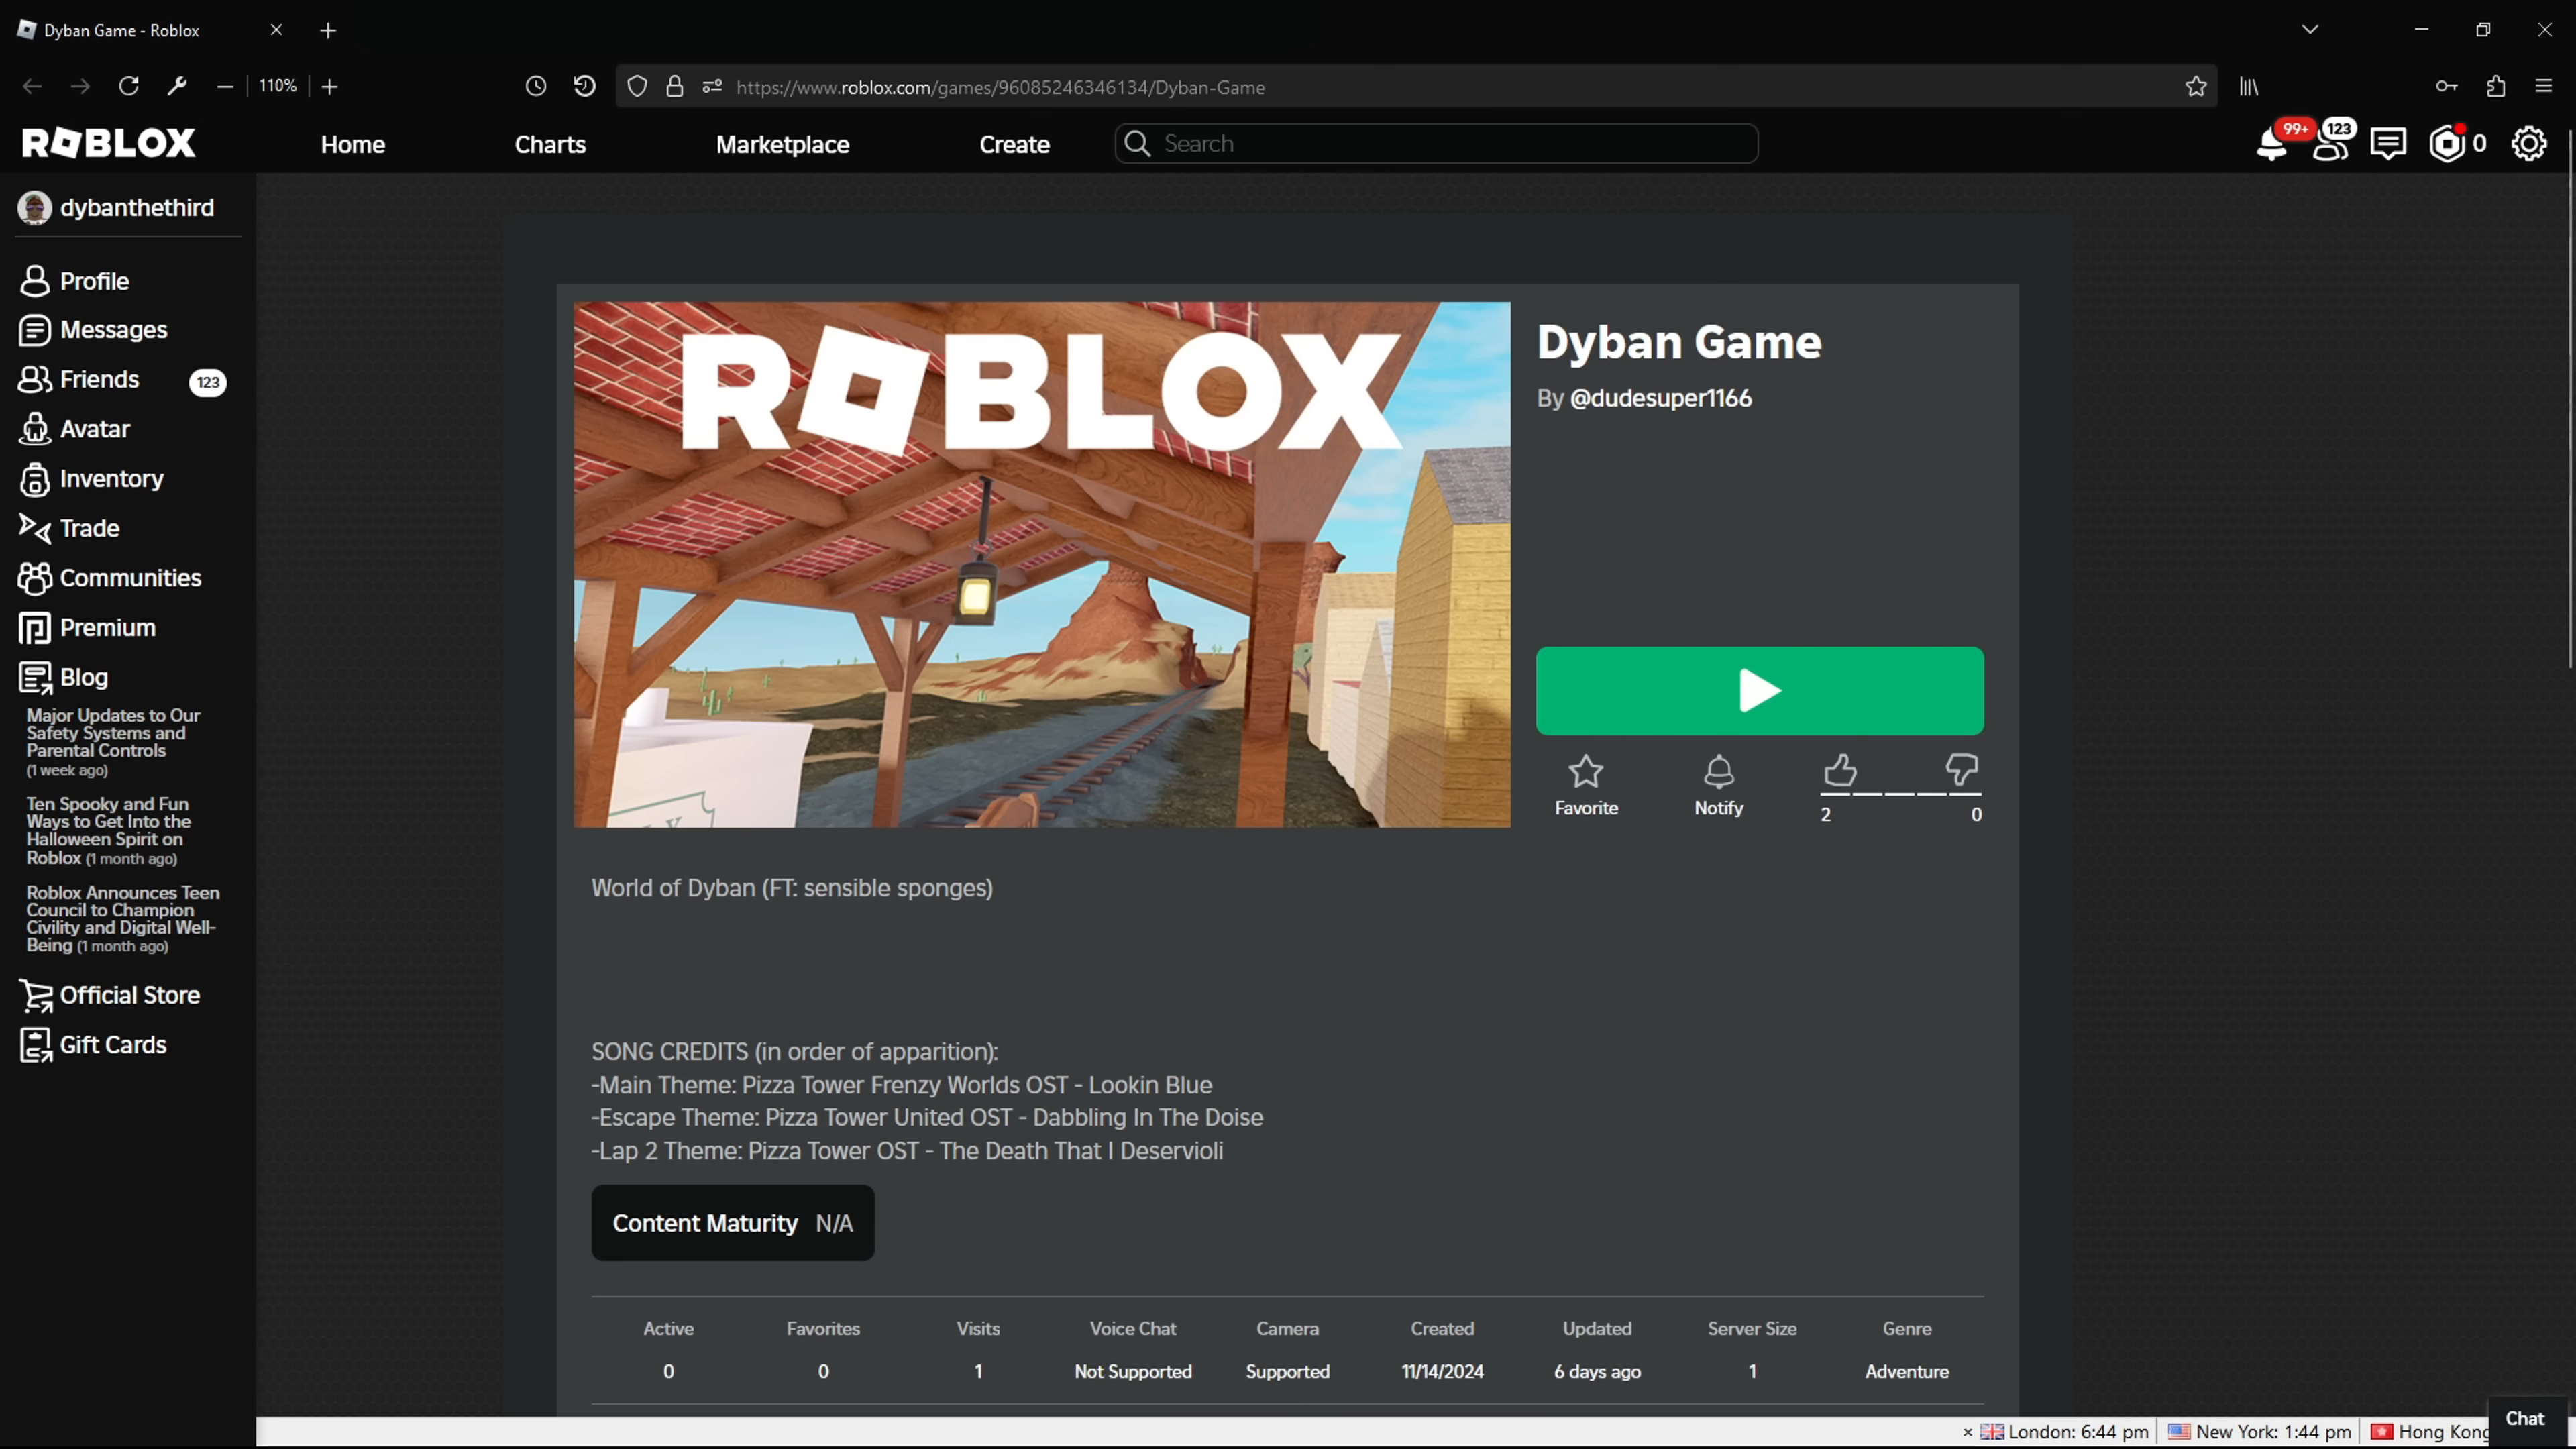 Dyban Game - Roblox
110%
https://www.roblox.com/games/96085246346134/Dyban-Game
ROBLOX
Home
Charts
Marketplace
Create
Search
99+
123
0
dybanthethird
Profile
Messages
Friends 123
Avatar
Inventory
Trade
Communities
Premium
Blog
Major Updates to Our
Safety Systems and
Parental Controls
(1 week ago)
Ten Spooky and Fun
Ways to Get Into the
Halloween Spirit on
Roblox (1 month ago)
Roblox Announces Teen
Council to Champion
Civility and Digital Well-
Being (1 month ago)
Official Store
Gift Cards
ROBLOX
Dyban Game
By @dudesuper1166
Favorite
Notify
2
0
World of Dyban (FT: sensible sponges)
SONG CREDITS (in order of apparition):
-Main Theme: Pizza Tower Frenzy Worlds OST - Lookin Blue
-Escape Theme: Pizza Tower United OST - Dabbling In The Doise
-Lap 2 Theme: Pizza Tower OST - The Death That I Deservioli
Content Maturity N/A
Active Favorites Visits Voice Chat Camera Created Updated Server Size Genre
0 0 1 Not Supported Supported 11/14/2024 6 days ago 1 Adventure
London: 6:44 pm New York: 1:44 pm Hong Kong
Chat